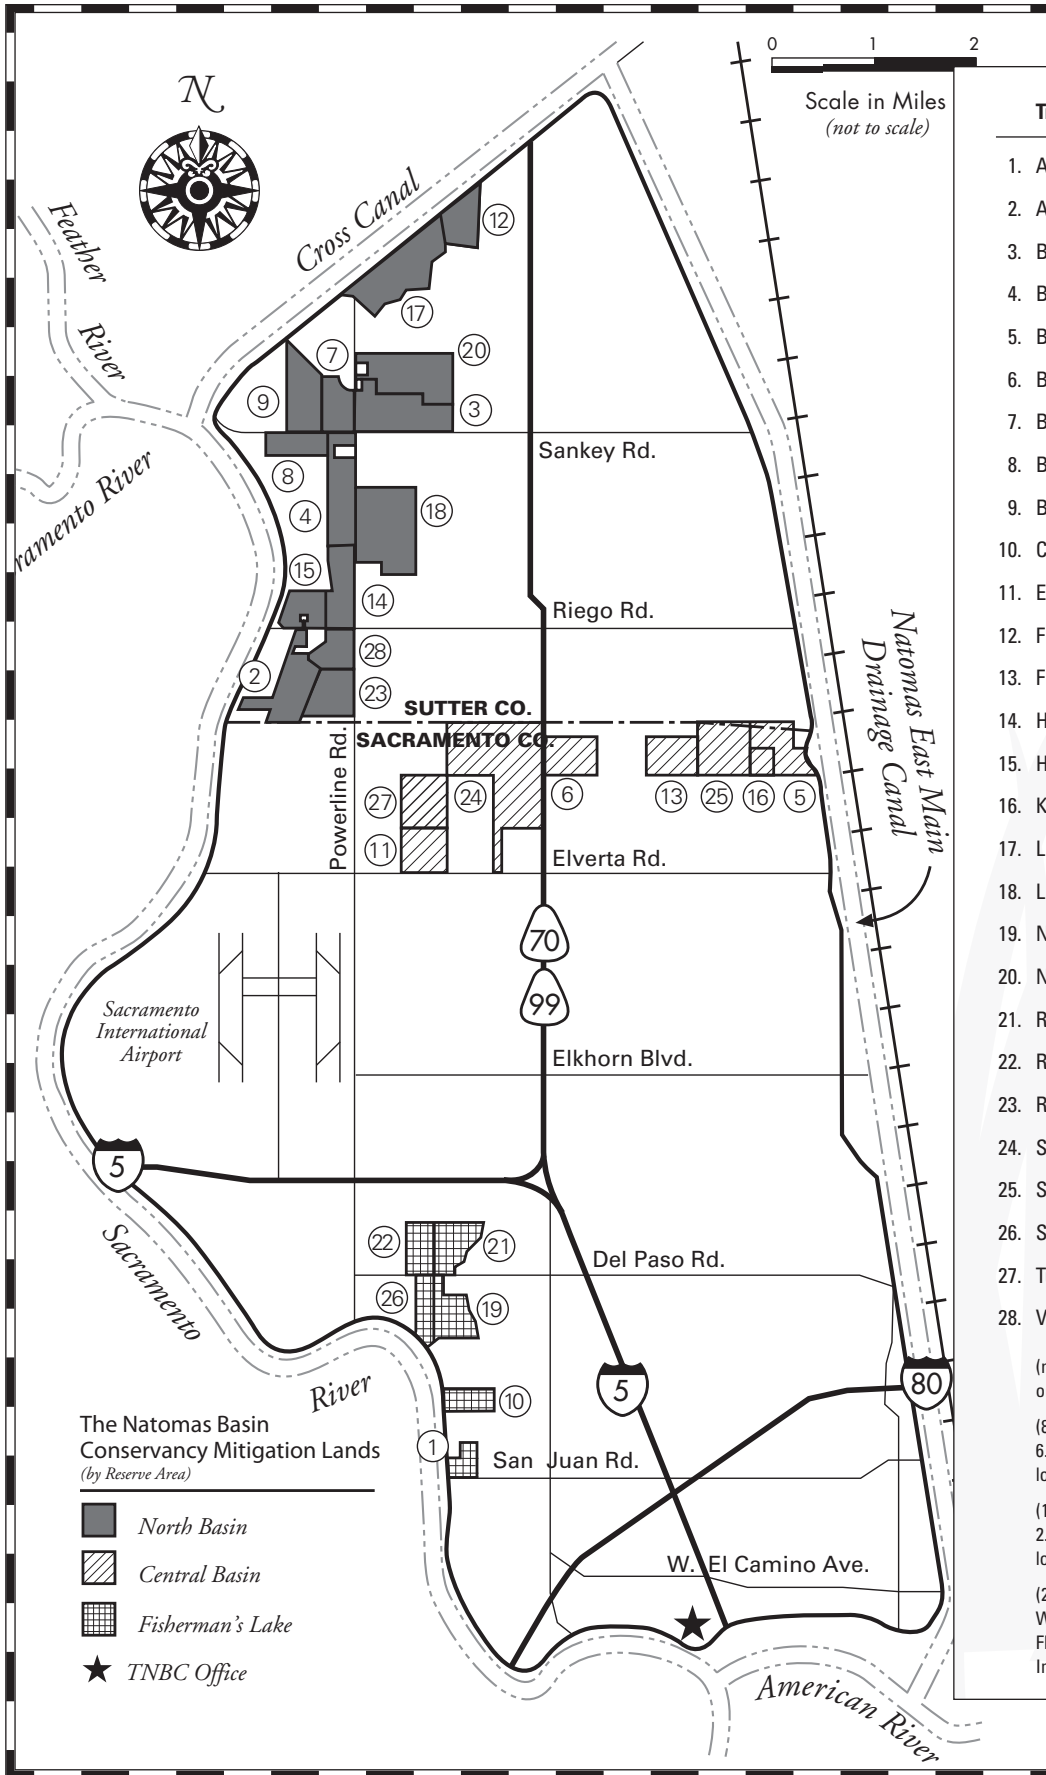 0 1 2
Scale in Miles
(not to scale)
N
Feather
River
Cross Canal
12
17
7
20
9
3
Sankey Rd.
8
4
18
ramento River
15
14
Riego Rd.
2
28
23
SUTTER CO.
SACRAMENTO CO.
Powerline Rd.
27
24
6
13
25
16
5
11
Elverta Rd.
Natomas East Main
Drainage Canal
70
99
Sacramento
International
Airport
Elkhorn Blvd.
5
22
21
Del Paso Rd.
26
19
Sacramento
River
10
5
80
1
San Juan Rd.
W. El Camino Ave.
American River
The Natomas Basin
Conservancy Mitigation Lands
(by Reserve Area)
North Basin
Central Basin
Fisherman's Lake
TNBC Office
1. A
2. A
3. B
4. B
5. B
6. B
7. B
8. B
9. B
10. C
11. E
12. F
13. F
14. H
15. H
16. K
17. L
18. L
19. N
20. N
21. R
22. R
23. R
24. S
25. S
26. S
27. T
28. V
(8
6.
(1
2.
(2
W